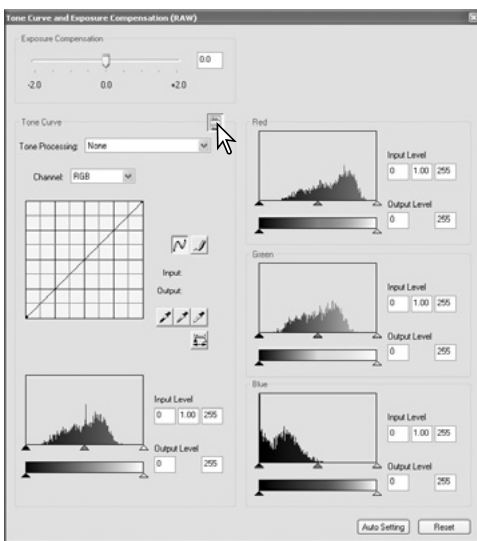 Tone Curve and Exposure Compensation (RAW)
Exposure Compensation
0.0
-2.0 0.0 +2.0
Tone Curve
Tone Processing: None
Channel: RGB
Input:
Output:
Input Level
0 1.00 255
Output Level
0 255
Red
Input Level
0 1.00 255
Output Level
0 255
Green
Input Level
0 1.00 255
Output Level
0 255
Blue
Input Level
0 1.00 255
Output Level
0 255
Auto Setting Reset